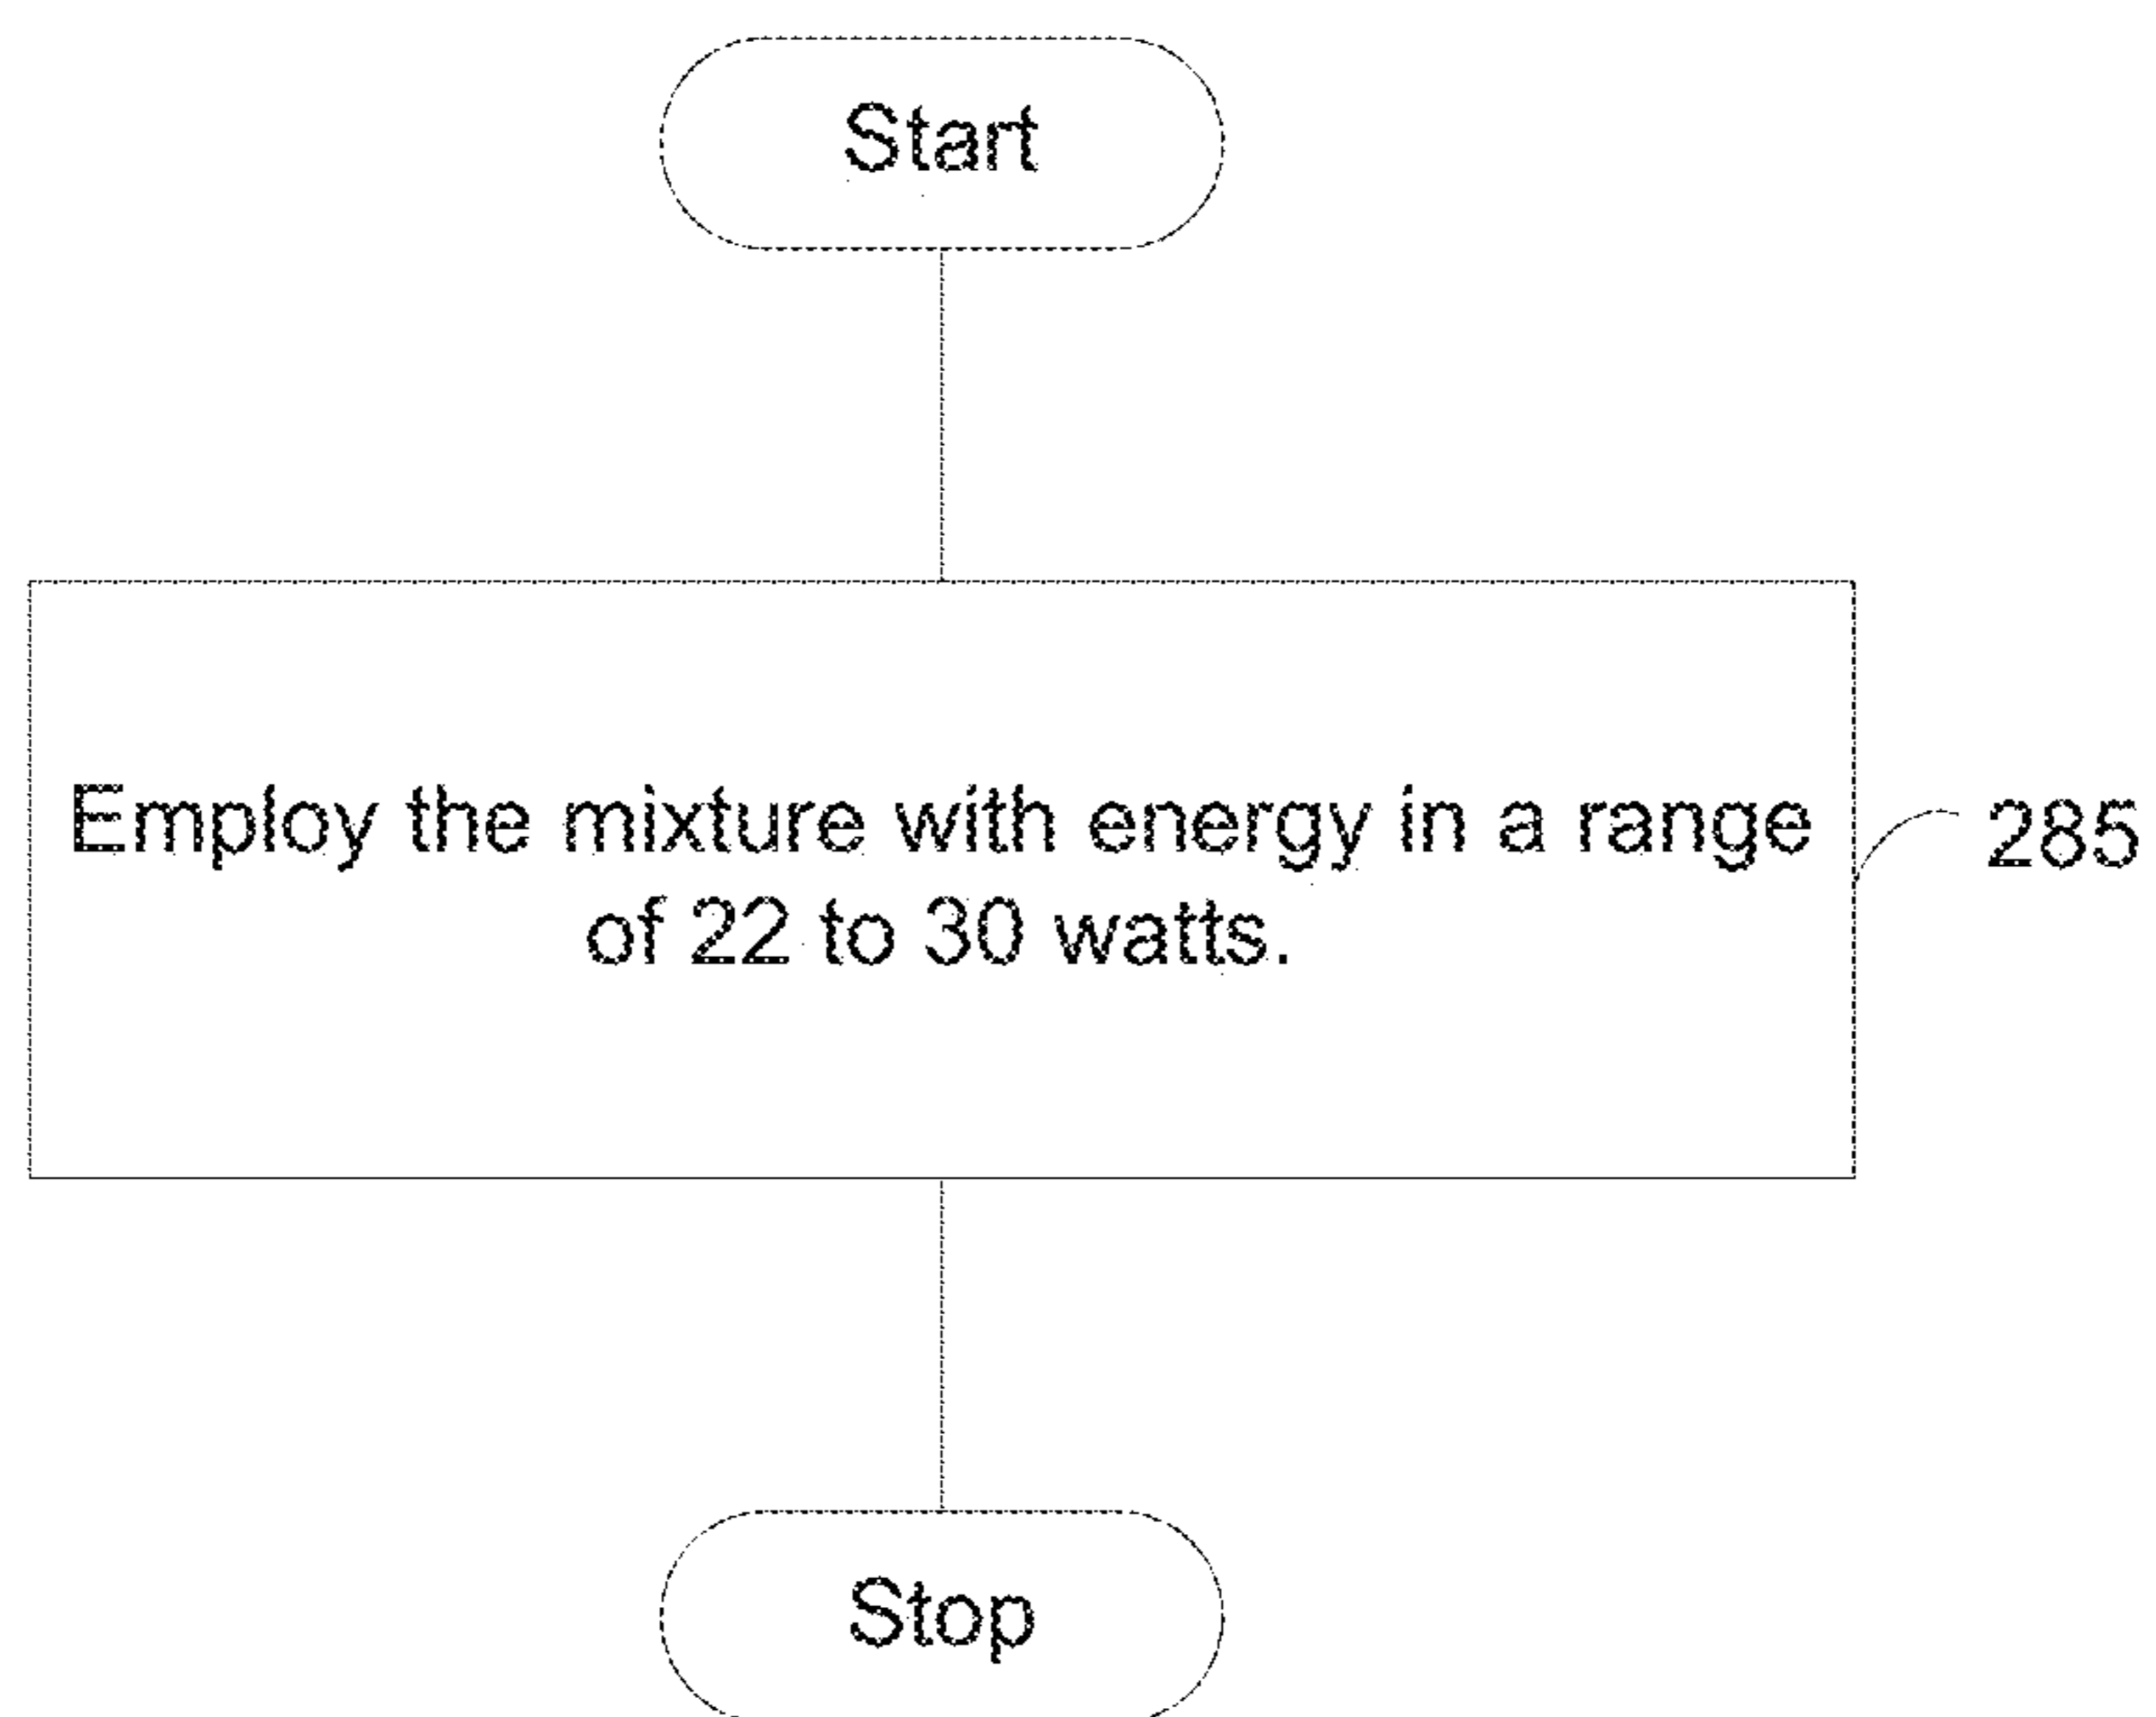 Start
Employ the mixture with energy in a range
of 22 to 30 watts.
285
Stop